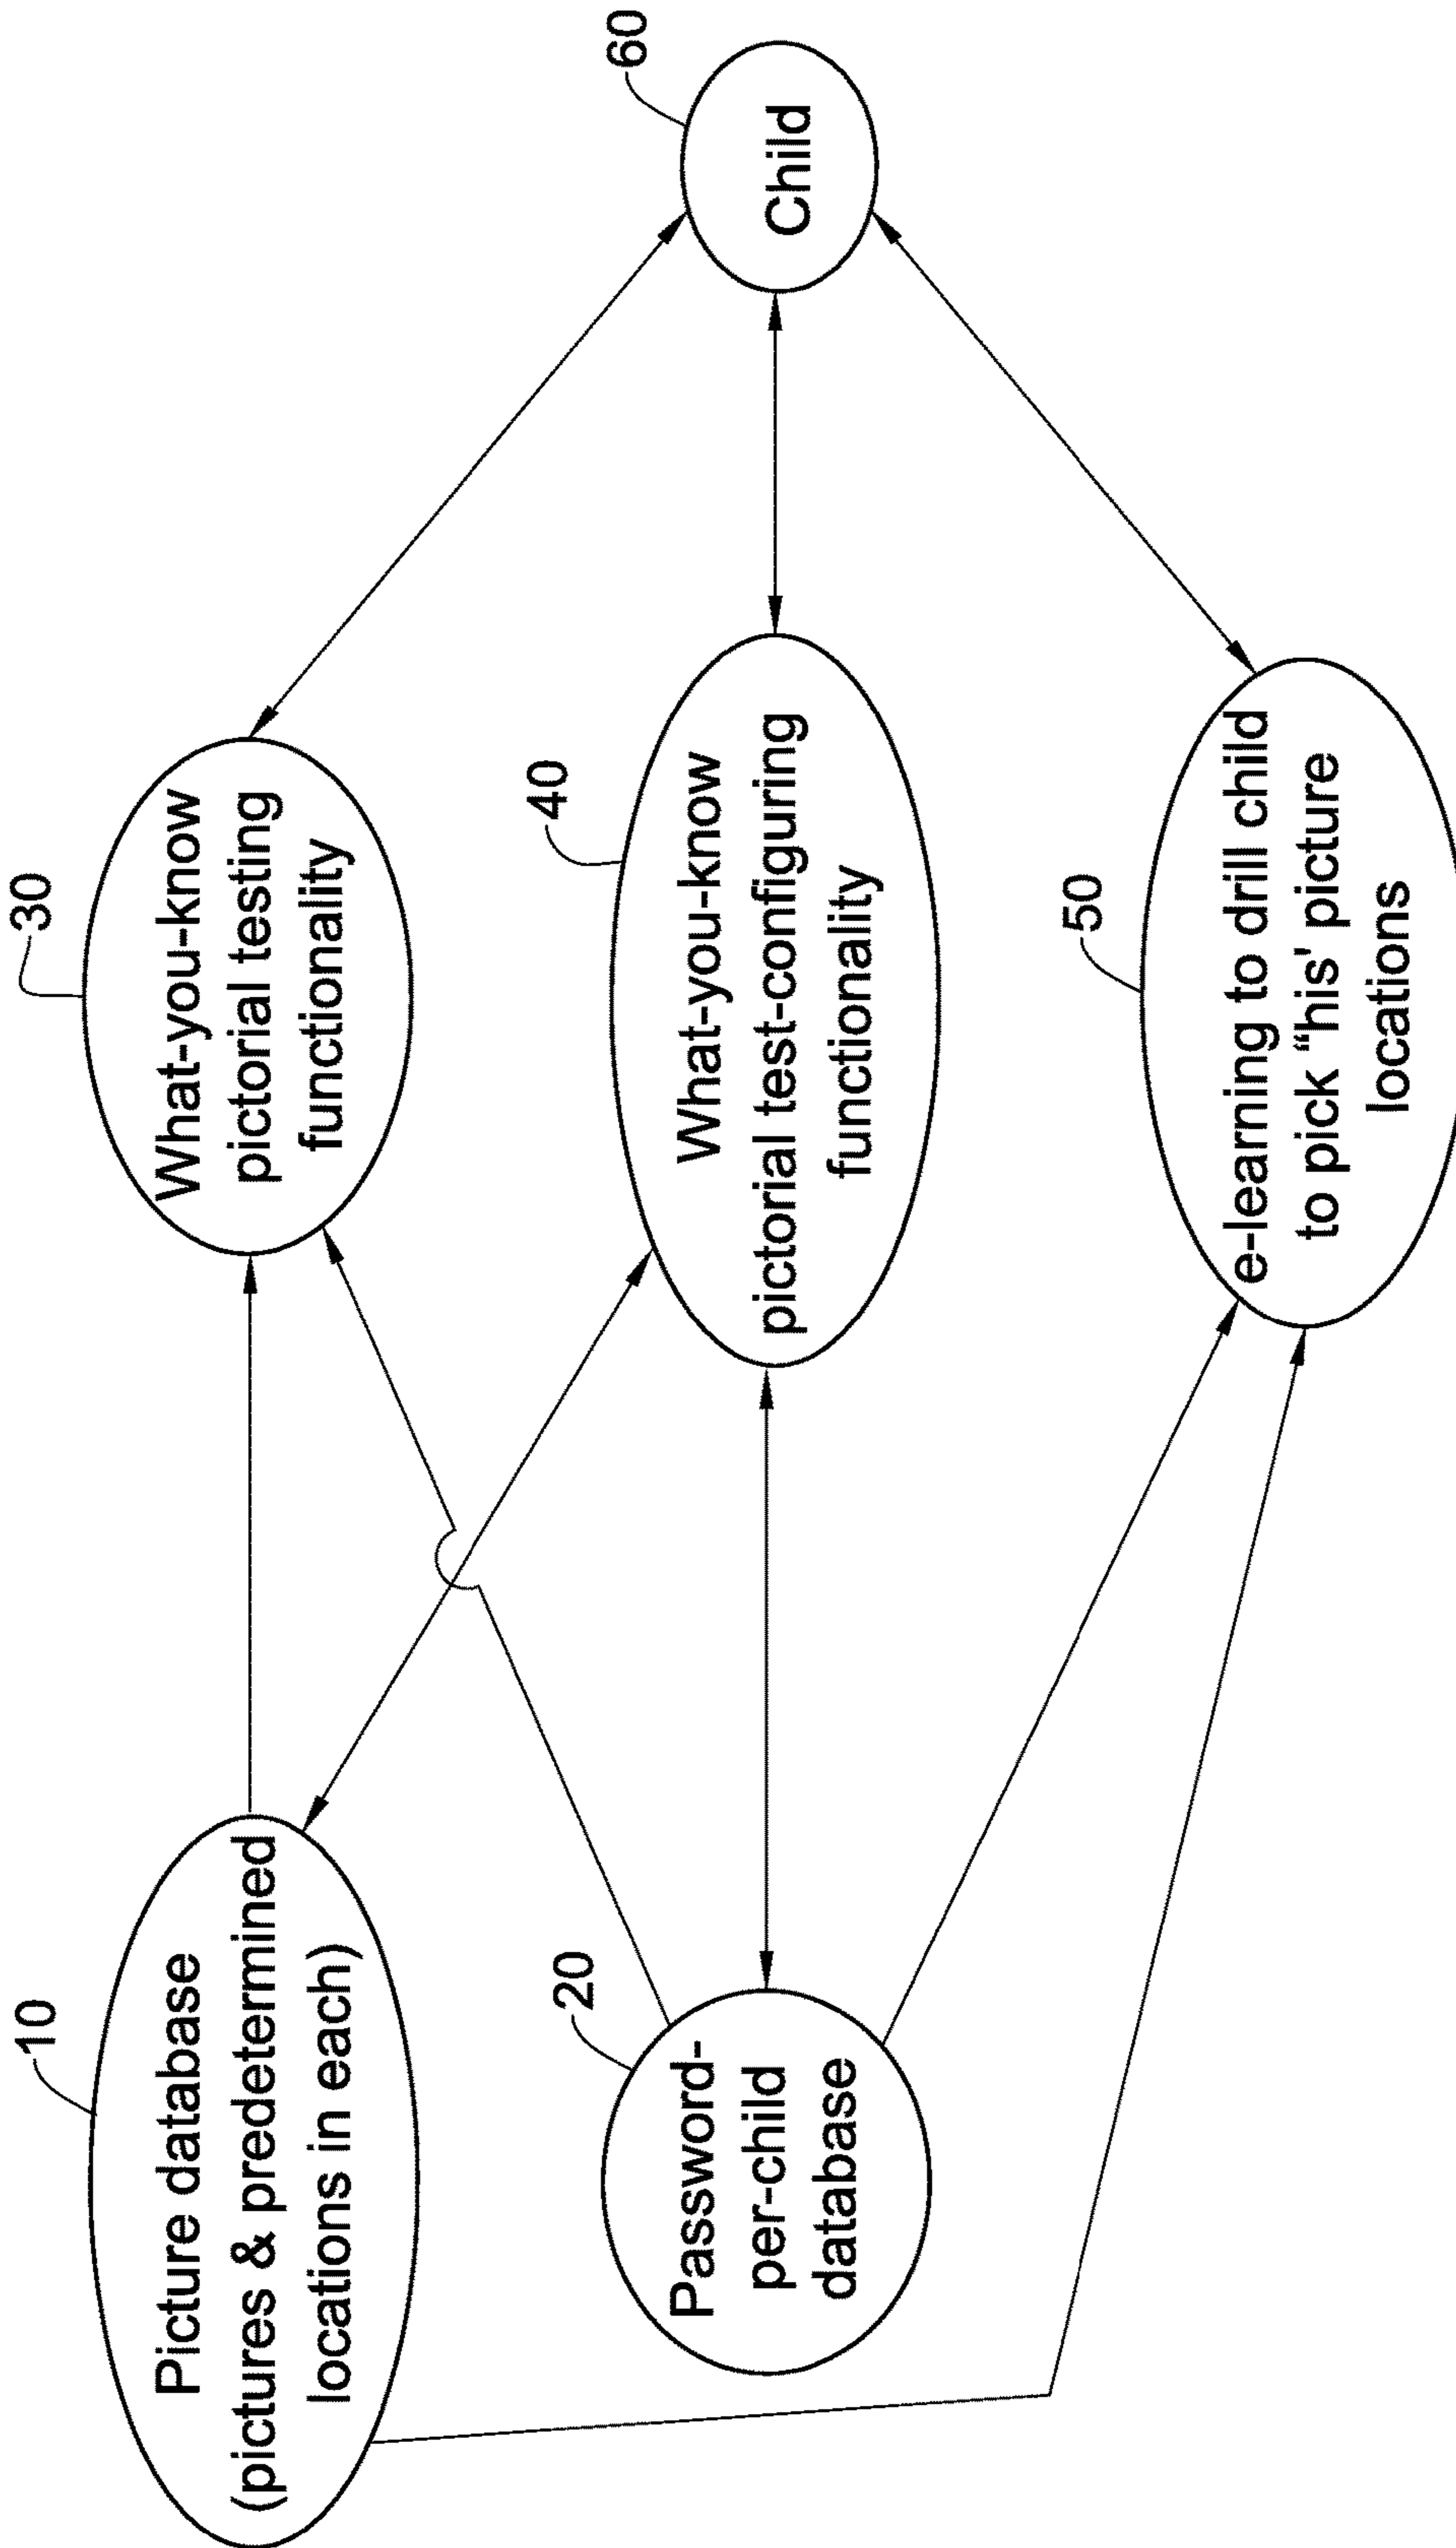 10
Picture database
(pictures & predetermined
locations in each)
20
Password-
per-child
database
30
What-you-know
pictorial testing
functionality
40
What-you-know
pictorial test-configuring
functionality
50
e-learning to drill child
to pick “his' picture
locations
60
Child